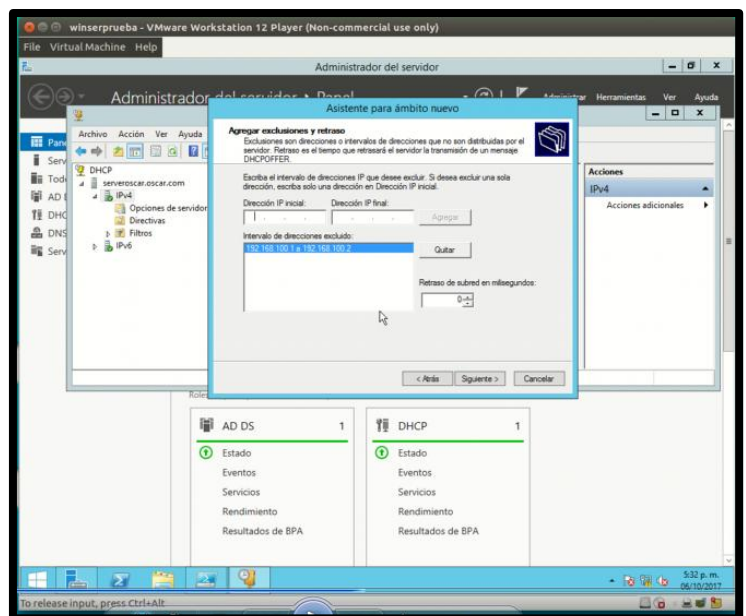 winserprueba - VMware Workstation 12 Player (Non-commercial use only)
File Virtual Machine Help
Administrador del servidor
Administrador del servidor Panel
Administrar Herramientas Ver Ayuda
Asistente para ámbito nuevo
Archivo Acción Ver Ayuda
DHCP
serveroscar.oscar.com
IPv4
Opciones de servidor
Directivas
Filtros
IPv6
Agregar exclusiones y retraso
Exclusiones son direcciones o intervalos de direcciones que no son distribuidas por el
servidor. Retraso es el tiempo que retrasará el servidor la transmisión de un mensaje
DHCPOFFER.
Escriba el intervalo de direcciones IP que desee excluir. Si desea excluir una sola
dirección, escriba solo una dirección en Dirección IP inicial.
Dirección IP inicial: Dirección IP final:
Agregar
Intervalo de direcciones excluido:
192.168.100.1 a 192.168.100.2
Quitar
Retraso de subred en milisegundos:
0
< Atrás Siguiente > Cancelar
Acciones
IPv4
Acciones adicionales
AD DS 1
Estado
Eventos
Servicios
Rendimiento
Resultados de BPA
DHCP 1
Estado
Eventos
Servicios
Rendimiento
Resultados de BPA
5:32 p. m.
06/10/2017
To release input, press Ctrl+Alt